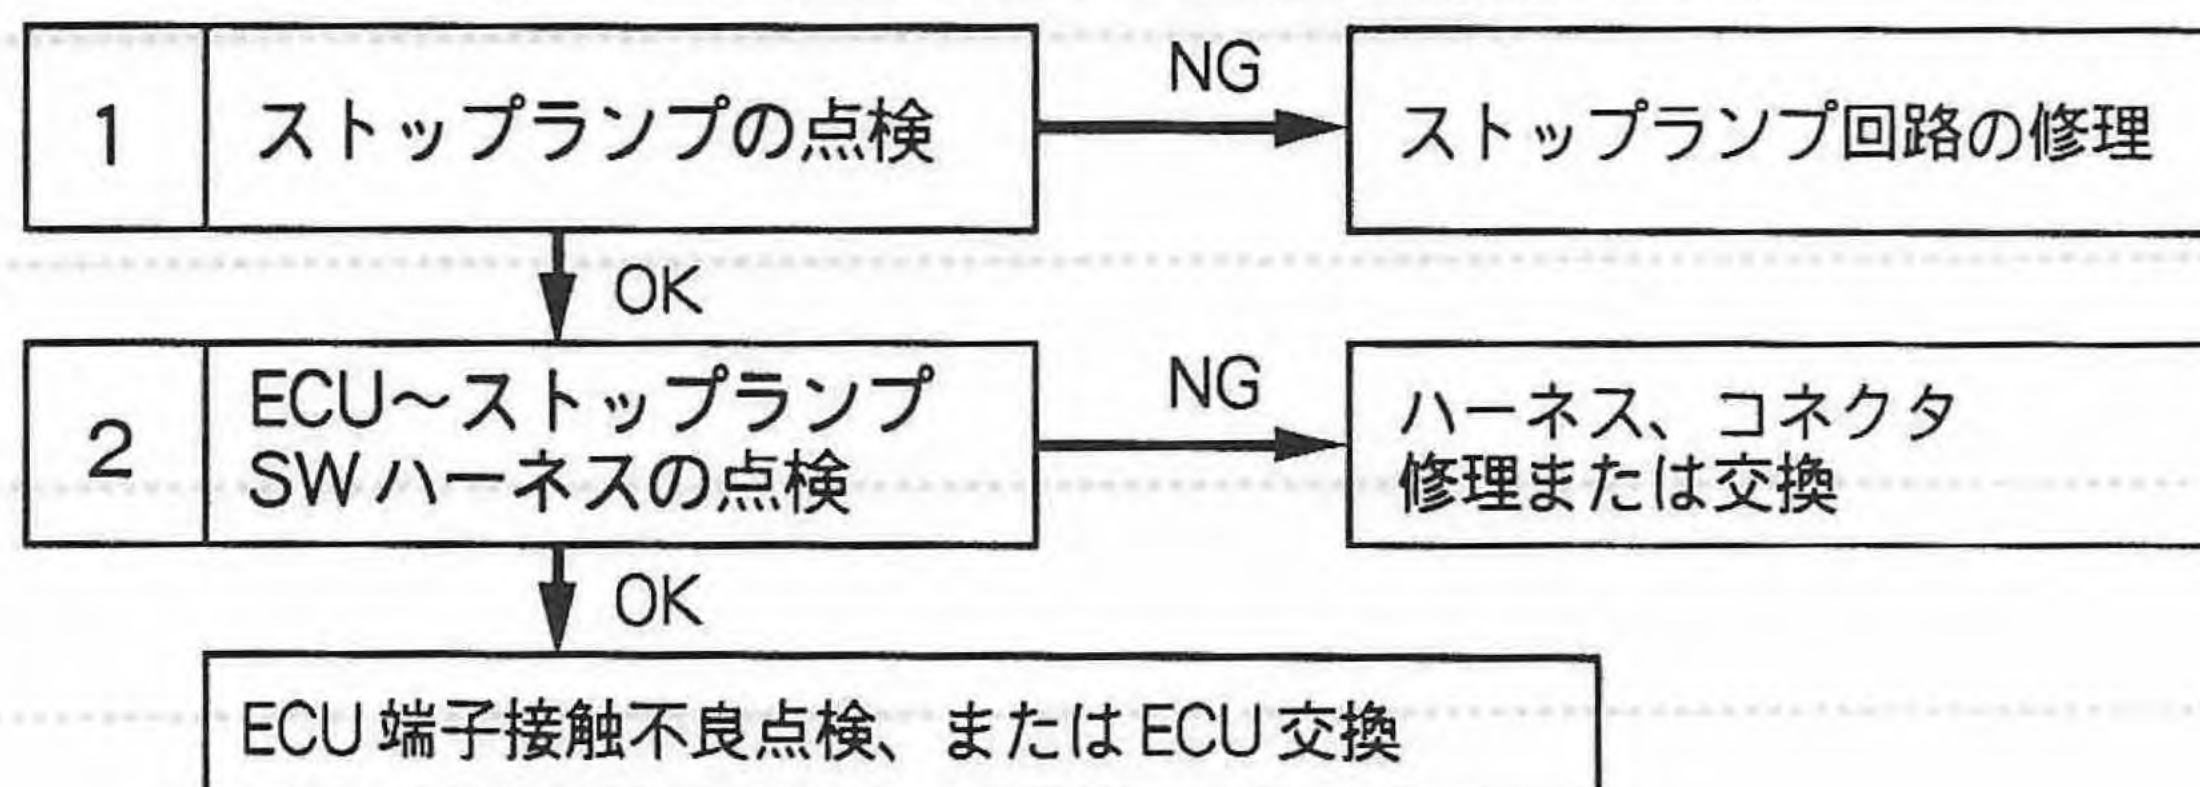 1 ストップランプの点検
NG
ストップランプ回路の修理
OK
2
ECU～ストップランプ
SWハーネスの点検
NG
ハーネス、コネクタ
修理または交換
OK
ECU端子接触不良点検、またはECU交換